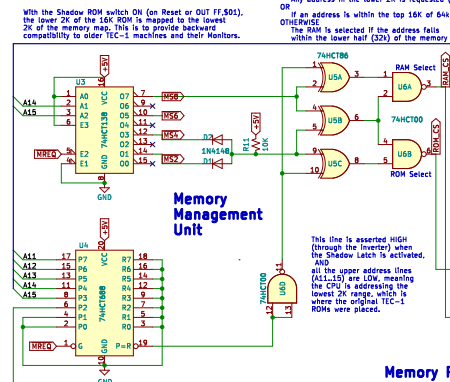 With the Shadow ROM switch ON (on Reset or OUT FF,$01),
the lower 2K of the 16K ROM is mapped to the lowest
2K of the memory map. This is to provide backward
compatibility to older TEC-1 machines and their Monitors.
OR
If an address is within the top 16K of 64k
OTHERWISE
The RAM is selected if the address falls
within the lower half (32k) of the memory
+5V
U3
74HCT138
A0
A1
A2
E3
E2
E1
VCC
GND
O7
O6
O5
O4
O3
O2
O1
O0
A14
A15
MREQ
MS8
MS6
MS4
MS2
D2
1N4148
D1
R11
10K
+5V
74HCT86
U5A
U5B
U5C
RAM Select
U6A
74HCT00
U6B
ROM Select
RAM_CS
ROM_CS
Memory
Management
Unit
+5V
U4
74HCT688
A11
A12
A13
A14
A15
P7
P6
P5
P4
P3
P2
P1
P0
G
VCC
GND
R7
R6
R5
R4
R3
R2
R1
R0
P=R
MREQ
GND
74HCT00
U6D
This line is asserted HIGH
(through the inverter) when
the Shadow Latch is activated,
AND
all the upper address lines
(A11..15) are LOW, meaning
the CPU is addressing the
lowest 2K range, which is
where the original TEC-1
ROMs were placed.
Memory